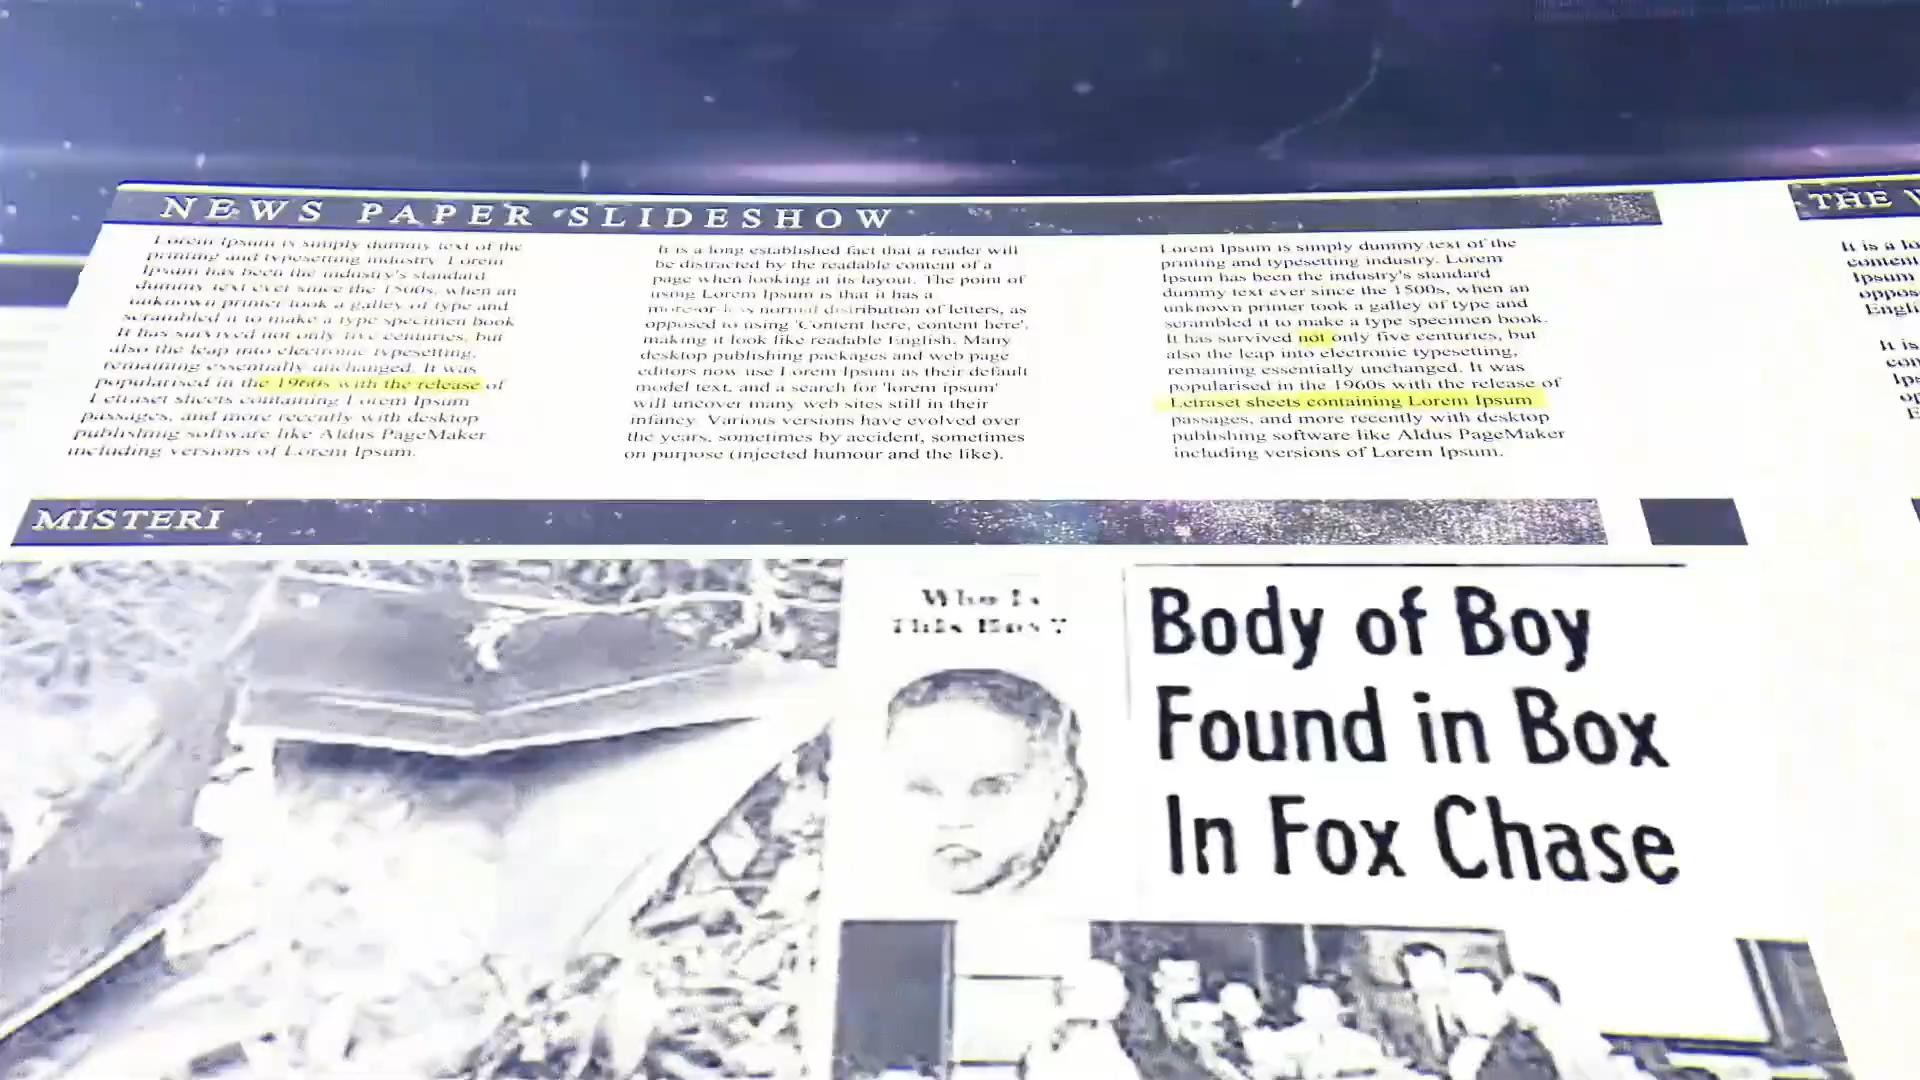 NEWS PAPER SLIDESHOW
THE
Lorem Ipsum is simply dummy text of the
printing and typesetting industry. Lorem
Ipsum has been the industry's standard
dummy text ever since the 1500s, when an
unknown printer took a galley of type and
scrambled it to make a type specimen book
It has survived not only five centuries, but
also the leap into electronic typesetting,
remaining essentially unchanged. It was
popularised in the 1960s with the release of
Letraset sheets containing Lorem Ipsum
passages, and more recently with desktop
publishing software like Aldus PageMaker
including versions of Lorem Ipsum.
It is a long established fact that a reader will
be distracted by the readable content of a
page when looking at its layout. The point of
using Lorem Ipsum is that it has a
more-or-less normal distribution of letters, as
opposed to using 'Content here, content here',
making it look like readable English. Many
desktop publishing packages and web page
editors now use Lorem Ipsum as their default
model text, and a search for 'lorem ipsum'
will uncover many web sites still in their
infancy. Various versions have evolved over
the years, sometimes by accident, sometimes
on purpose (injected humour and the like).
Lorem Ipsum is simply dummy text of the
printing and typesetting industry. Lorem
Ipsum has been the industry's standard
dummy text ever since the 1500s, when an
unknown printer took a galley of type and
scrambled it to make a type specimen book.
It has survived not only five centuries, but
also the leap into electronic typesetting,
remaining essentially unchanged. It was
popularised in the 1960s with the release of
Letraset sheets containing Lorem Ipsum
passages, and more recently with desktop
publishing software like Aldus PageMaker
including versions of Lorem Ipsum.
It is a lo
content
Ipsum
oppos
Engli
It is
con
Ips
op
E
MISTERI
Who Is
This Boy?
Body of Boy
Found in Box
In Fox Chase